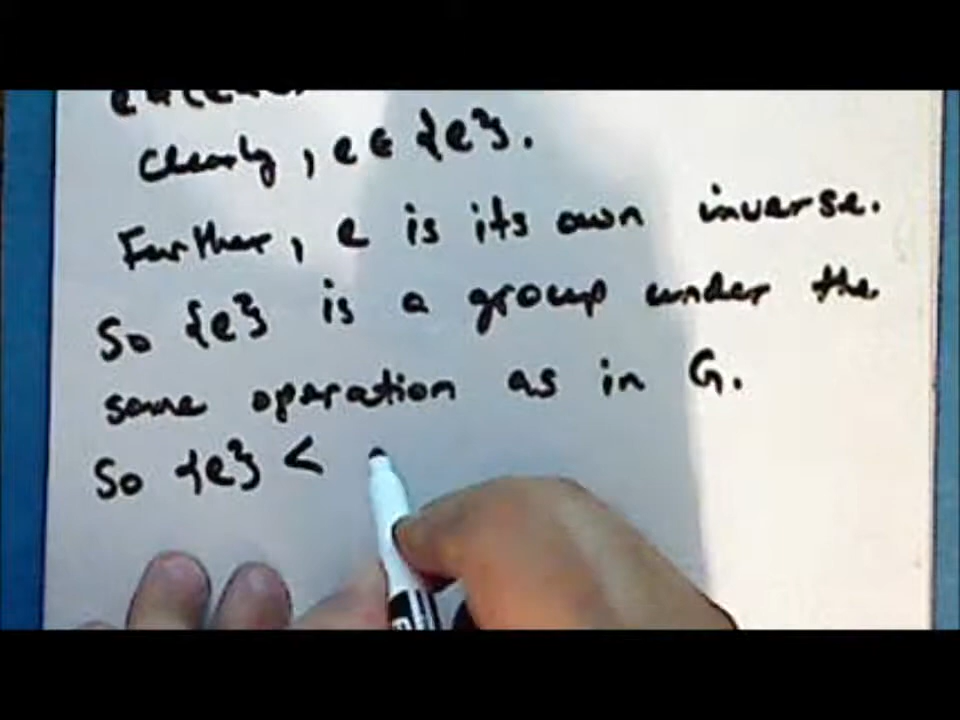 Clearly, e ∈ {e}.
Further, e is its own inverse.
So {e} is a group under the
same operation as in G.
So {e} <